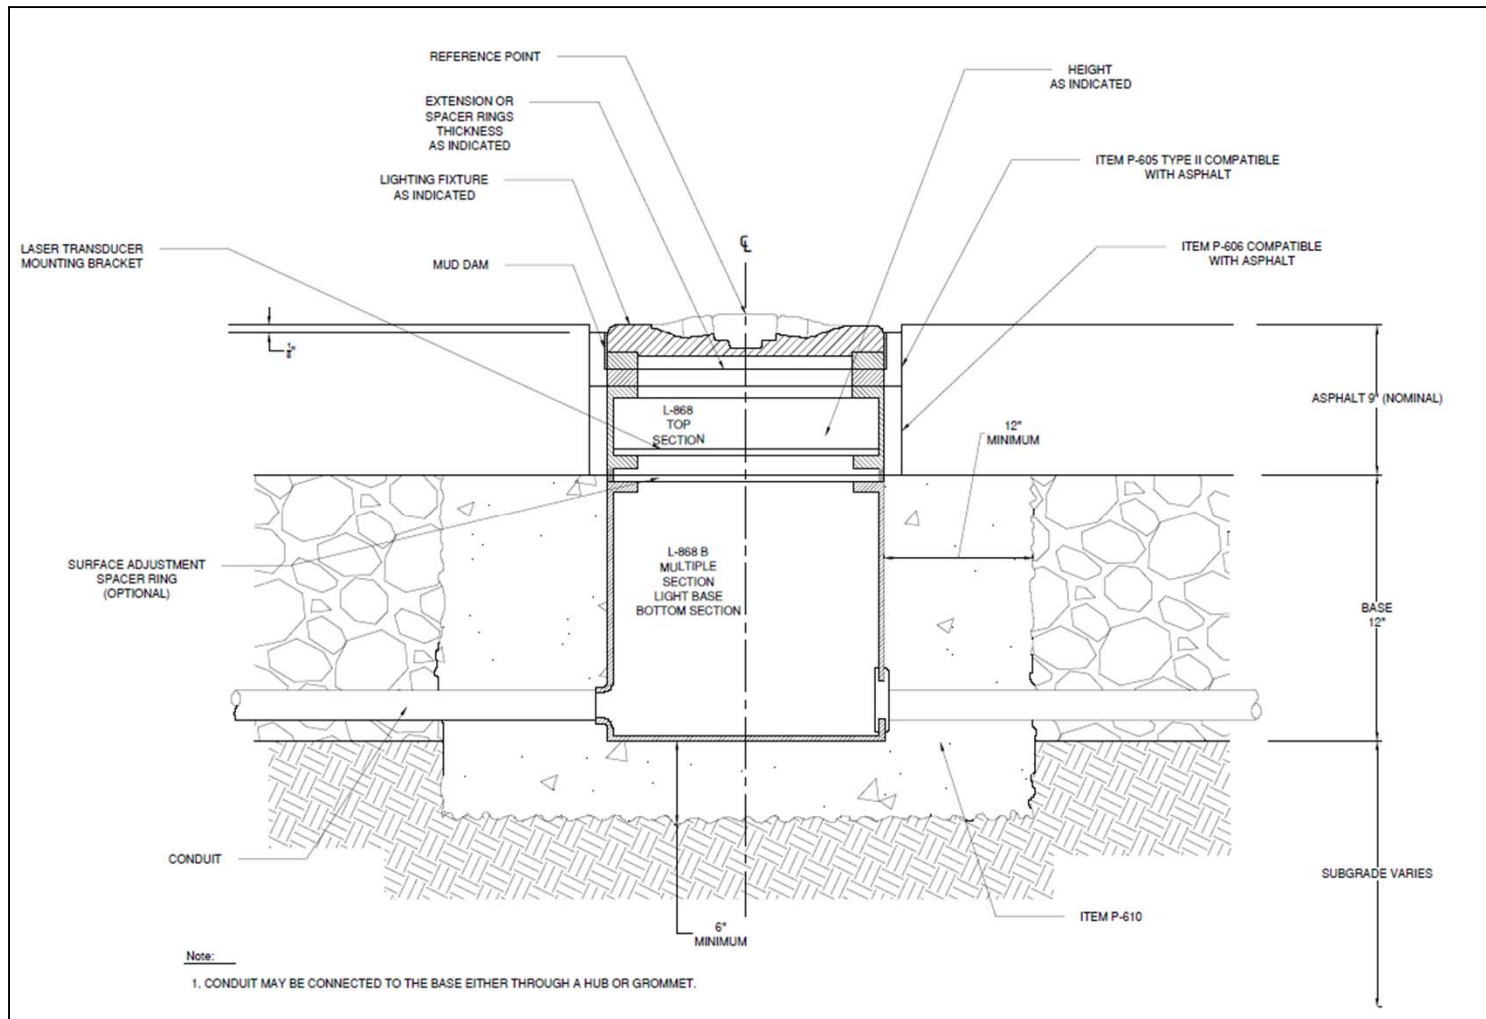 REFERENCE POINT
HEIGHT
AS INDICATED
EXTENSION OR
SPACER RINGS
THICKNESS
AS INDICATED
ITEM P-605 TYPE II COMPATIBLE
WITH ASPHALT
LIGHTING FIXTURE
AS INDICATED
LASER TRANSDUCER
MOUNTING BRACKET
MUD DAM
ITEM P-606 COMPATIBLE
WITH ASPHALT
℄
1/8"
ASPHALT 9" (NOMINAL)
L-868
TOP
SECTION
12"
MINIMUM
SURFACE ADJUSTMENT
SPACER RING
(OPTIONAL)
L-868 B
MULTIPLE
SECTION
LIGHT BASE
BOTTOM SECTION
BASE
12"
CONDUIT
SUBGRADE VARIES
ITEM P-610
6"
MINIMUM
Note:
1. CONDUIT MAY BE CONNECTED TO THE BASE EITHER THROUGH A HUB OR GROMMET.